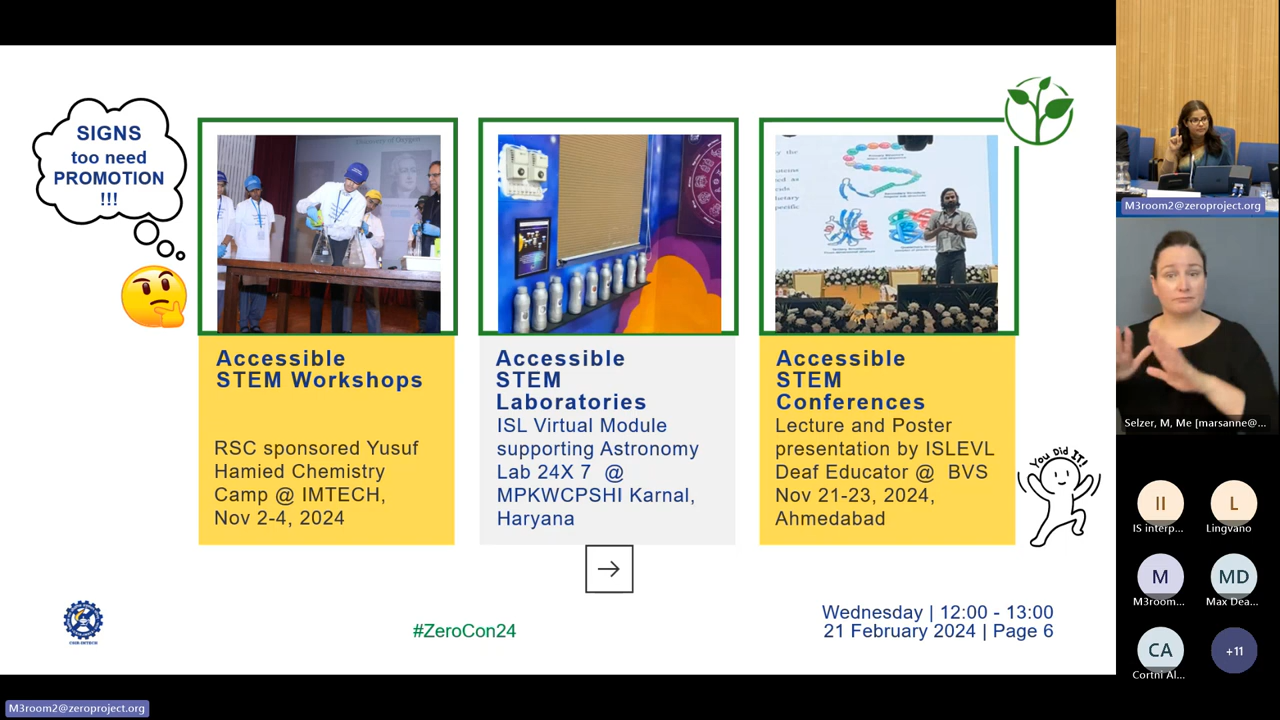 SIGNS
too need
PROMOTION
!!!
Accessible
STEM Workshops
RSC sponsored Yusuf
Hamied Chemistry
Camp @ IMTECH,
Nov 2-4, 2024
Accessible
STEM
Laboratories
ISL Virtual Module
supporting Astronomy
Lab 24X 7 @
MPKWCPSHI Karnal,
Haryana
Accessible
STEM
Conferences
Lecture and Poster
presentation by ISLEVL
Deaf Educator @ BVS
Nov 21-23, 2024,
Ahmedabad
You Did IT!
CSIR-IMTECH
#ZeroCon24
Wednesday | 12:00 - 13:00
21 February 2024 | Page 6
M3room2@zeroproject.org
M3room2@zeroproject.org
Selzer, M, Me [marsanne@...
II
IS interp...
L
Lingvano
M
M3room...
MD
Max Dea...
CA
Cortni Al...
+11